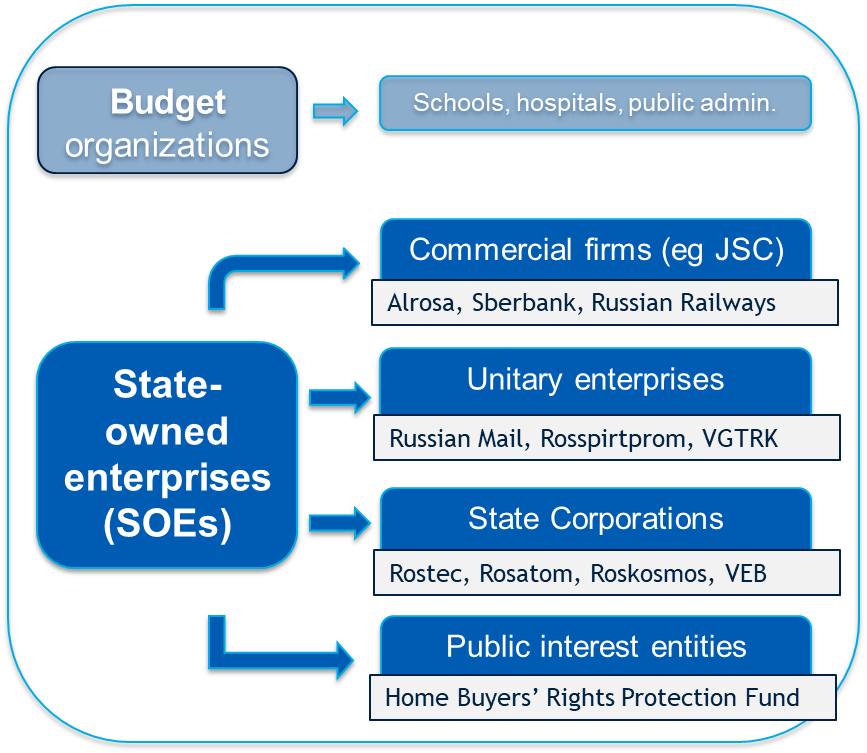 Budget
organizations
Schools, hospitals, public admin.
Commercial firms (eg JSC)
Alrosa, Sberbank, Russian Railways
State-
owned
enterprises
(SOEs)
Unitary enterprises
Russian Mail, Rosspirtprom, VGTRK
State Corporations
Rostec, Rosatom, Roskosmos, VEB
Public interest entities
Home Buyers’ Rights Protection Fund